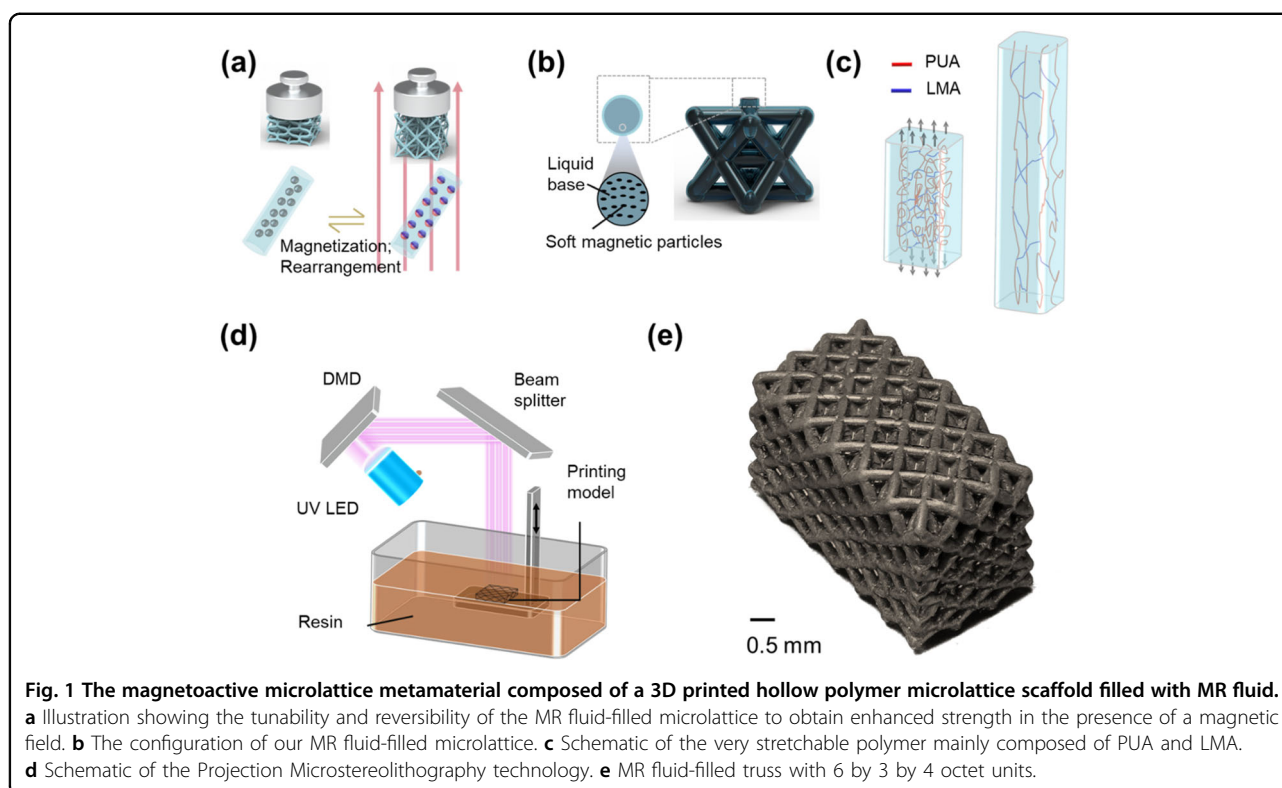 (a)
Magnetization;
Rearrangement
(b)
Liquid
base
Soft magnetic particles
(c)
PUA
LMA
(d)
DMD
Beam
splitter
UV LED
Printing
model
Resin
(e)
0.5 mm
Fig. 1 The magnetoactive microlattice metamaterial composed of a 3D printed hollow polymer microlattice scaffold filled with MR fluid.
a Illustration showing the tunability and reversibility of the MR fluid-filled microlattice to obtain enhanced strength in the presence of a magnetic
field. b The configuration of our MR fluid-filled microlattice. c Schematic of the very stretchable polymer mainly composed of PUA and LMA.
d Schematic of the Projection Microstereolithography technology. e MR fluid-filled truss with 6 by 3 by 4 octet units.